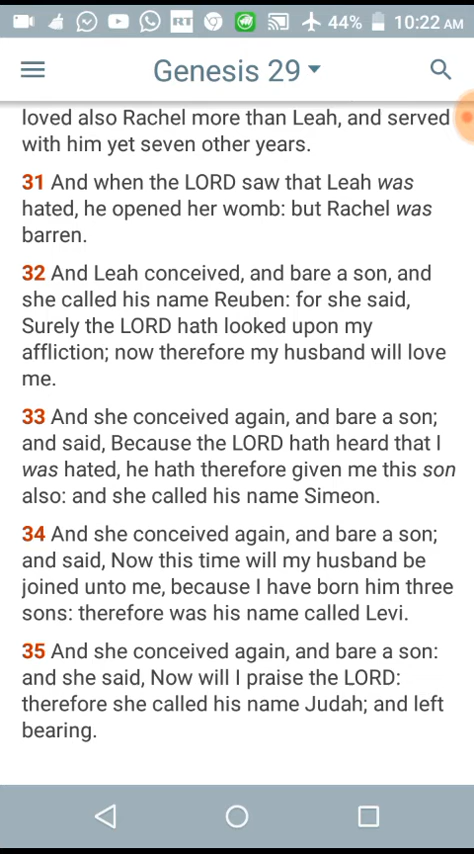 RT 44% 10:22 AM
Genesis 29
loved also Rachel more than Leah, and served
with him yet seven other years.
31 And when the LORD saw that Leah was
hated, he opened her womb: but Rachel was
barren.
32 And Leah conceived, and bare a son, and
she called his name Reuben: for she said,
Surely the LORD hath looked upon my
affliction; now therefore my husband will love
me.
33 And she conceived again, and bare a son;
and said, Because the LORD hath heard that I
was hated, he hath therefore given me this son
also: and she called his name Simeon.
34 And she conceived again, and bare a son;
and said, Now this time will my husband be
joined unto me, because I have born him three
sons: therefore was his name called Levi.
35 And she conceived again, and bare a son:
and she said, Now will I praise the LORD:
therefore she called his name Judah; and left
bearing.